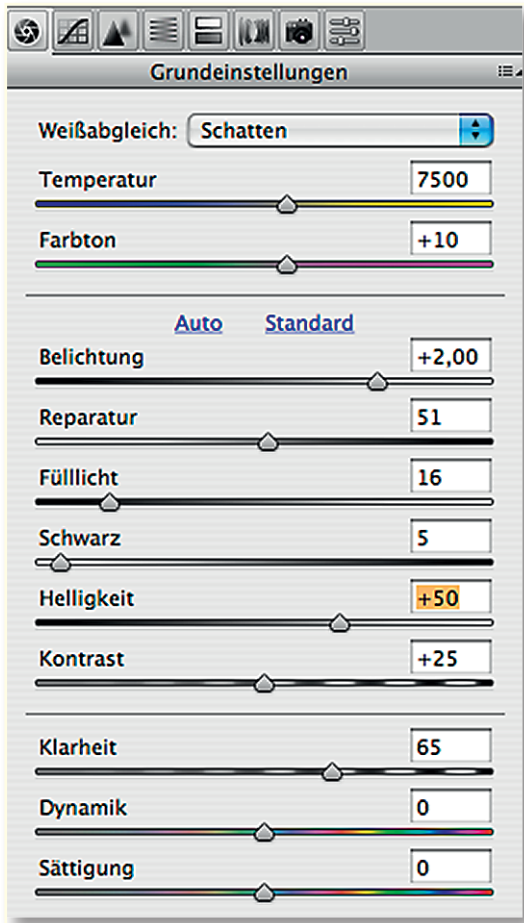 Grundeinstellungen
Weißabgleich: Schatten
Temperatur 7500
Farbton +10
Auto Standard
Belichtung +2,00
Reparatur 51
Fülllicht 16
Schwarz 5
Helligkeit +50
Kontrast +25
Klarheit 65
Dynamik 0
Sättigung 0